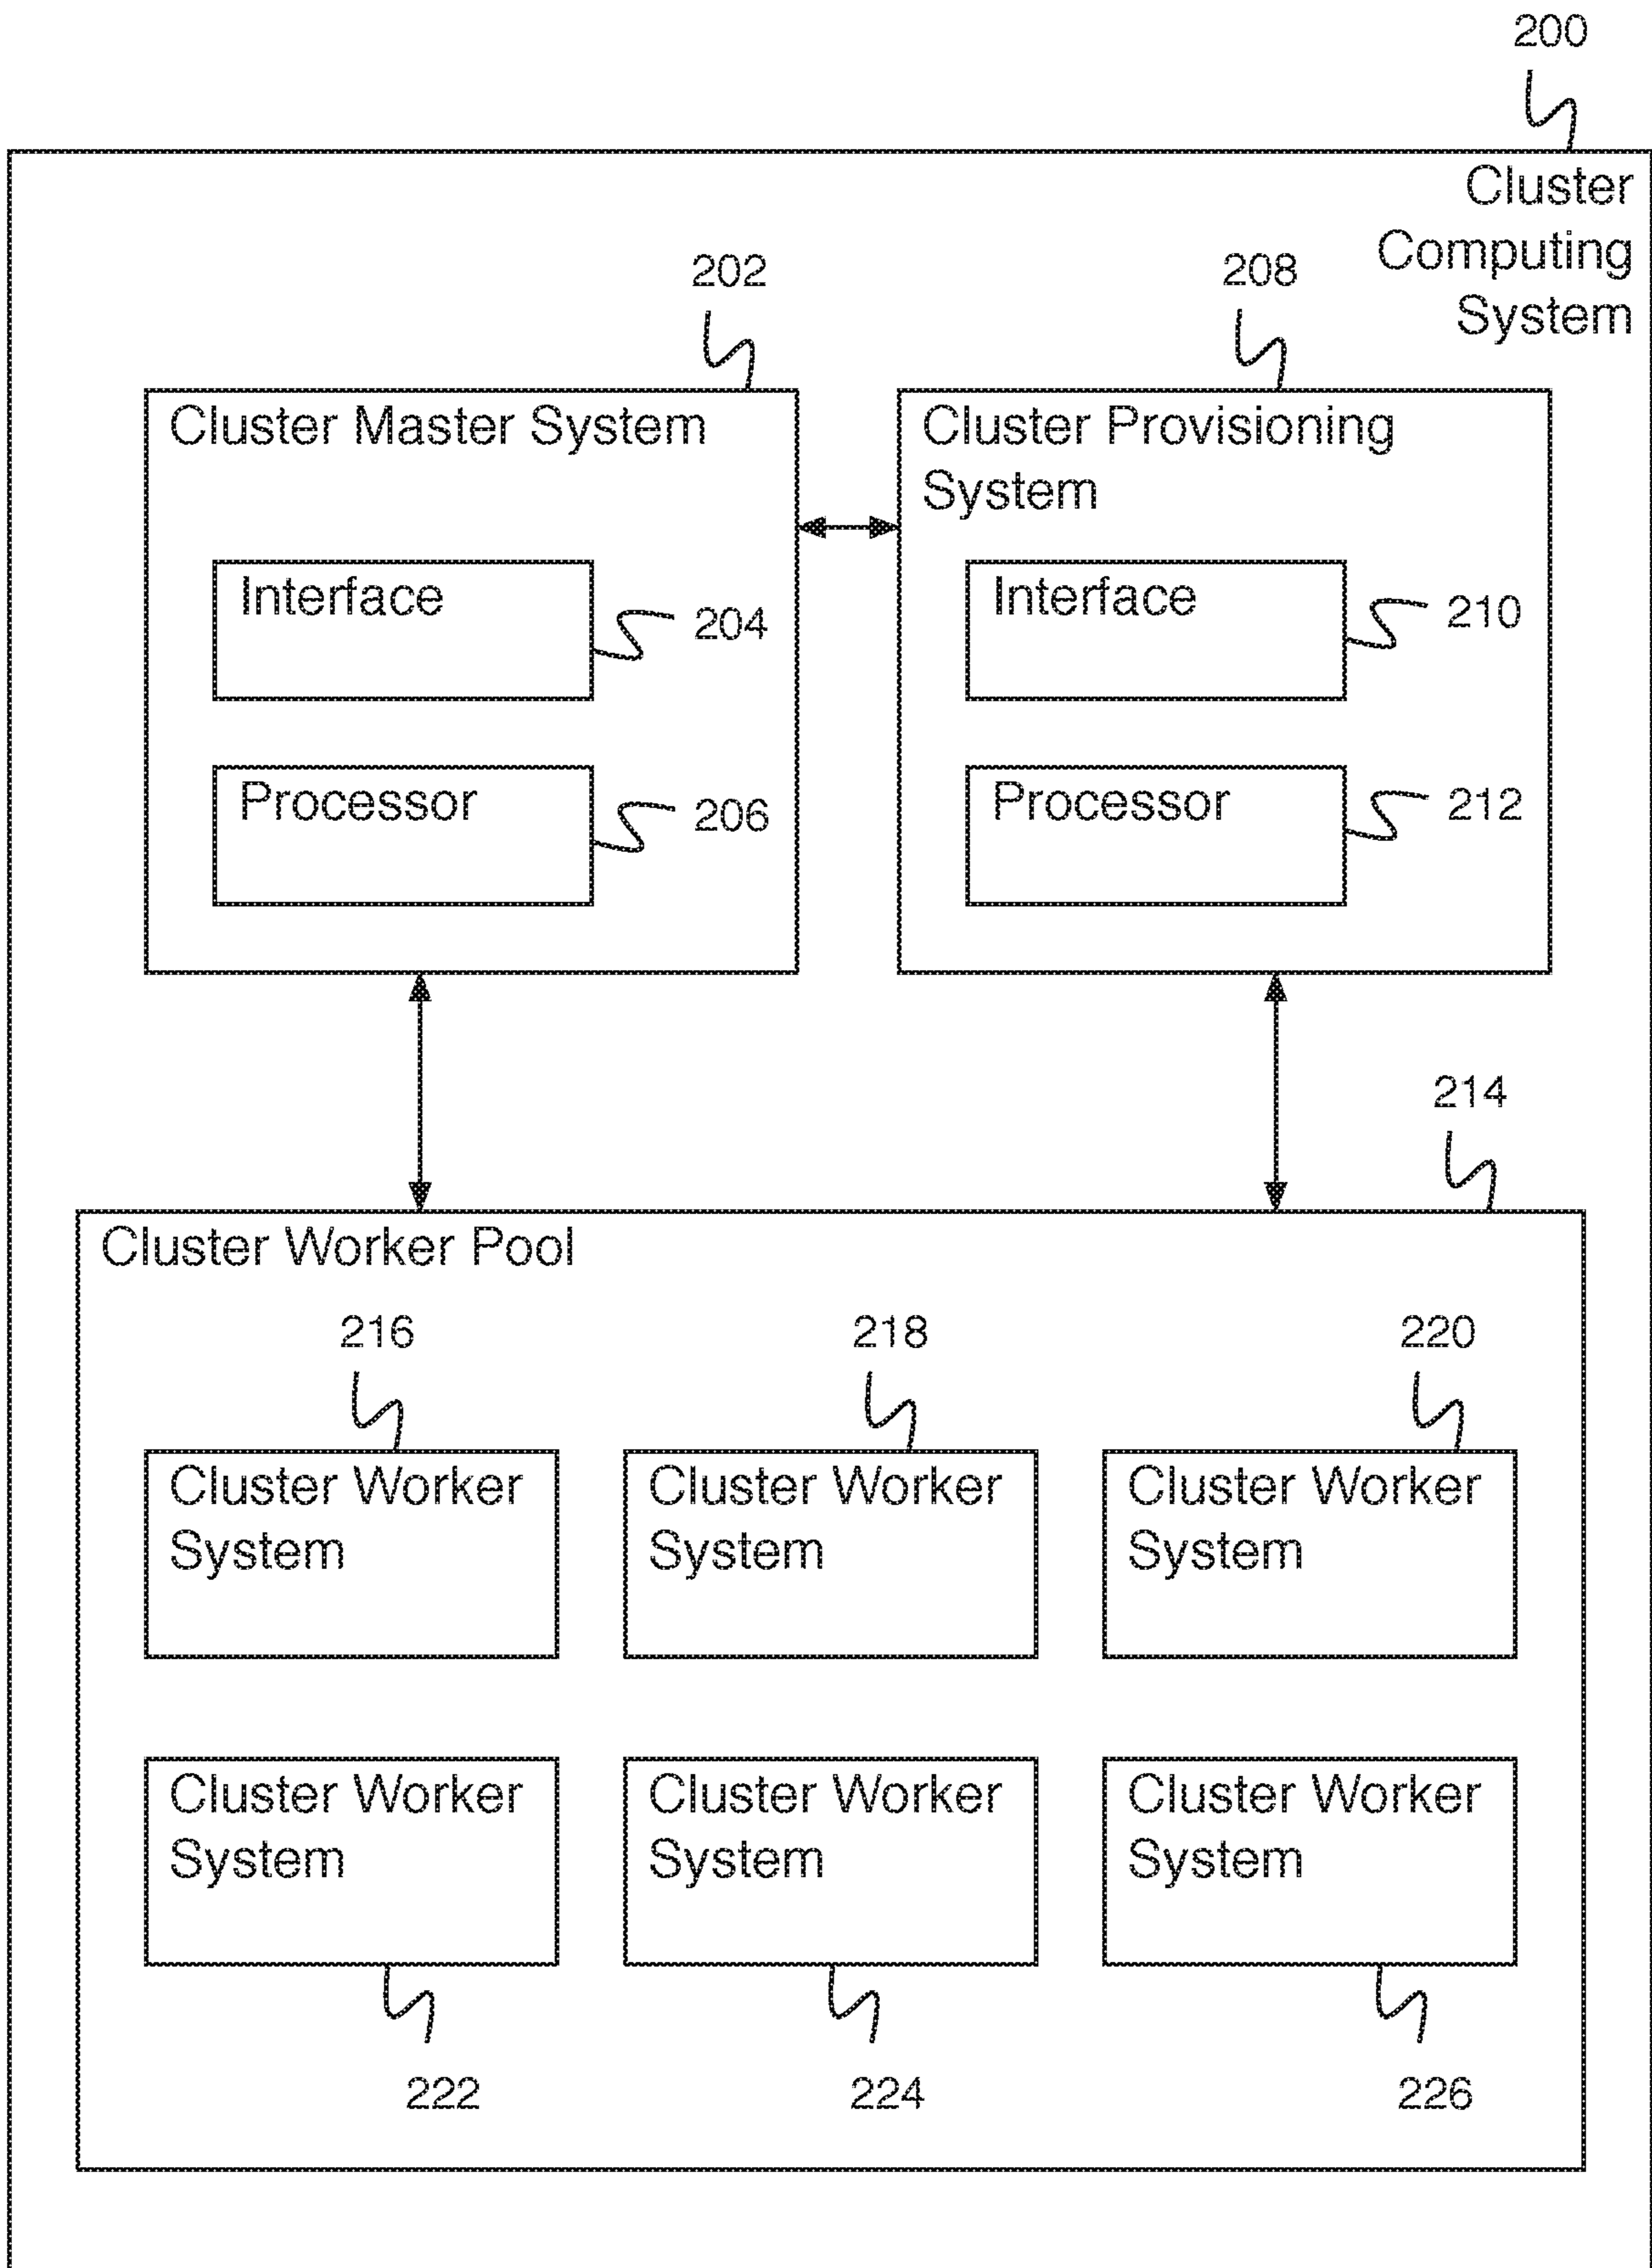 200
Cluster
Computing
System
202
208
Cluster Master System
Cluster Provisioning
System
Interface
204
Interface
210
Processor
206
Processor
212
214
Cluster Worker Pool
216
218
220
Cluster Worker
System
Cluster Worker
System
Cluster Worker
System
Cluster Worker
System
Cluster Worker
System
Cluster Worker
System
222
224
226